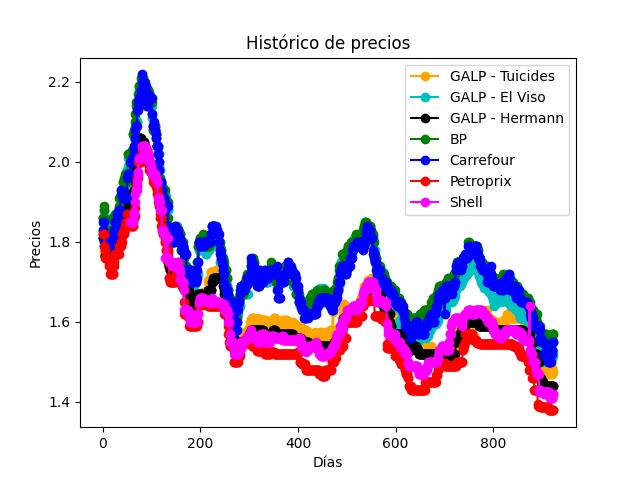 Histórico de precios
GALP - Tuicides
GALP - El Viso
GALP - Hermann
BP
Carrefour
Petroprix
Shell
Precios
2.2
2.0
1.8
1.6
1.4
0
200
400
600
800
Días